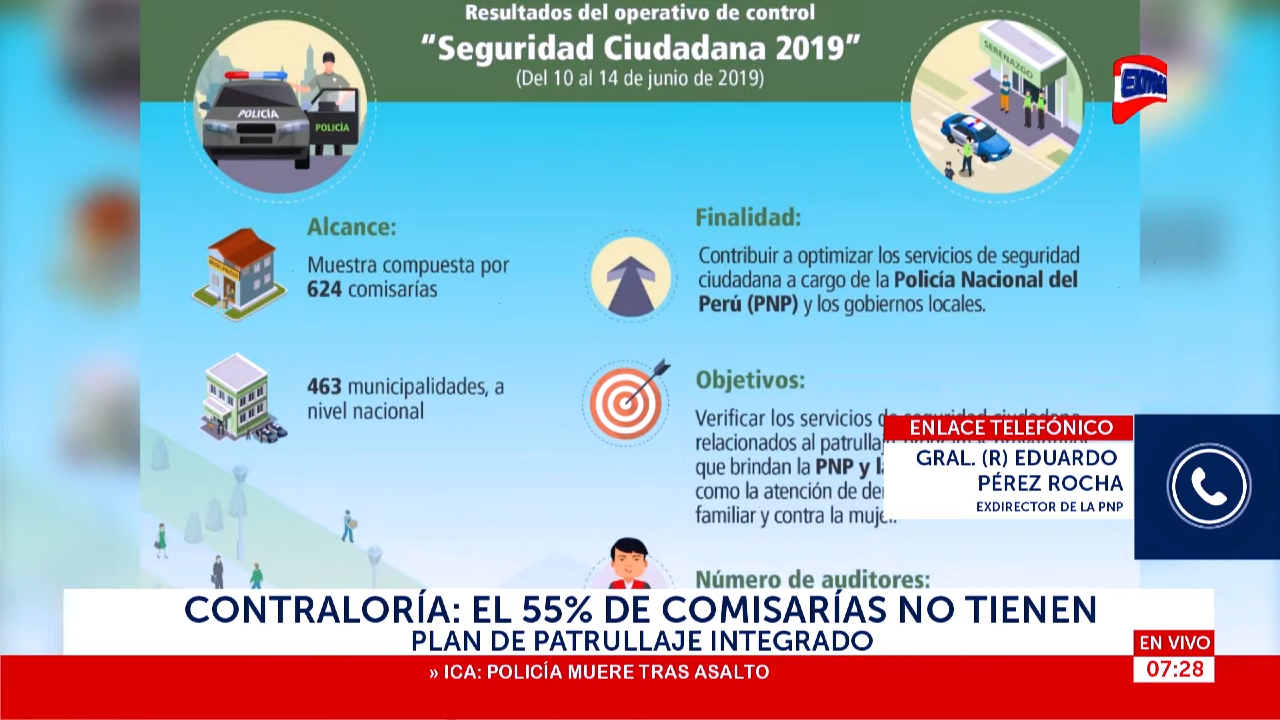 Resultados del operativo de control
“Seguridad Ciudadana 2019”
(Del 10 al 14 de junio de 2019)
POLICÍA
POLICÍA
SERENAZGO
EXITOSA
Alcance:
Muestra compuesta por
624 comisarías
463 municipalidades, a
nivel nacional
Finalidad:
Contribuir a optimizar los servicios de seguridad
ciudadana a cargo de la Policía Nacional del
Perú (PNP) y los gobiernos locales.
Objetivos:
Verificar los servicios de seguridad ciudadana
relacionados al
que brindan la PNP y
como la atención de
familiar y contra la
Número de auditores:
ENLACE TELEFÓNICO
GRAL. (R) EDUARDO
PÉREZ ROCHA
EXDIRECTOR DE LA PNP
CONTRALORÍA: EL 55% DE COMISARÍAS NO TIENEN
PLAN DE PATRULLAJE INTEGRADO
EN VIVO
07:28
» ICA: POLICÍA MUERE TRAS ASALTO